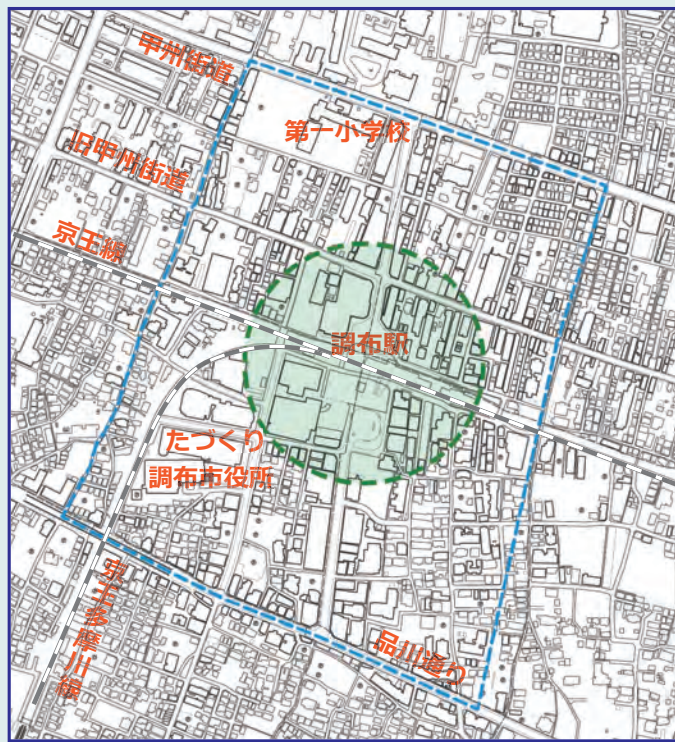 甲州街道
第一小学校
旧甲州街道
京王線
調布駅
たづくり
調布市役所
京王多摩川線
品川通り